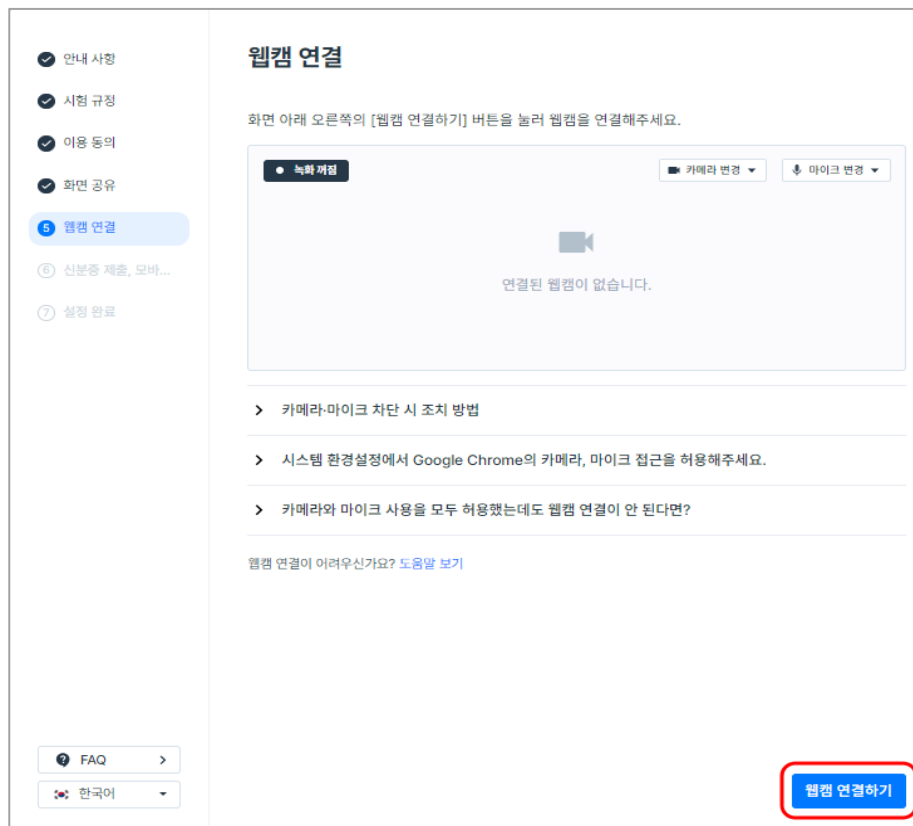 안내 사항
시험 규정
이용 동의
화면 공유
5 웹캠 연결
6 신분증 제출, 모바...
7 설정 완료
FAQ
한국어
웹캠 연결
화면 아래 오른쪽의 [웹캠 연결하기] 버튼을 눌러 웹캠을 연결해주세요.
녹화 꺼짐
카메라 변경
마이크 변경
연결된 웹캠이 없습니다.
카메라·마이크 차단 시 조치 방법
시스템 환경설정에서 Google Chrome의 카메라, 마이크 접근을 허용해주세요.
카메라와 마이크 사용을 모두 허용했는데도 웹캠 연결이 안 된다면?
웹캠 연결이 어려우신가요? 도움말 보기
웹캠 연결하기